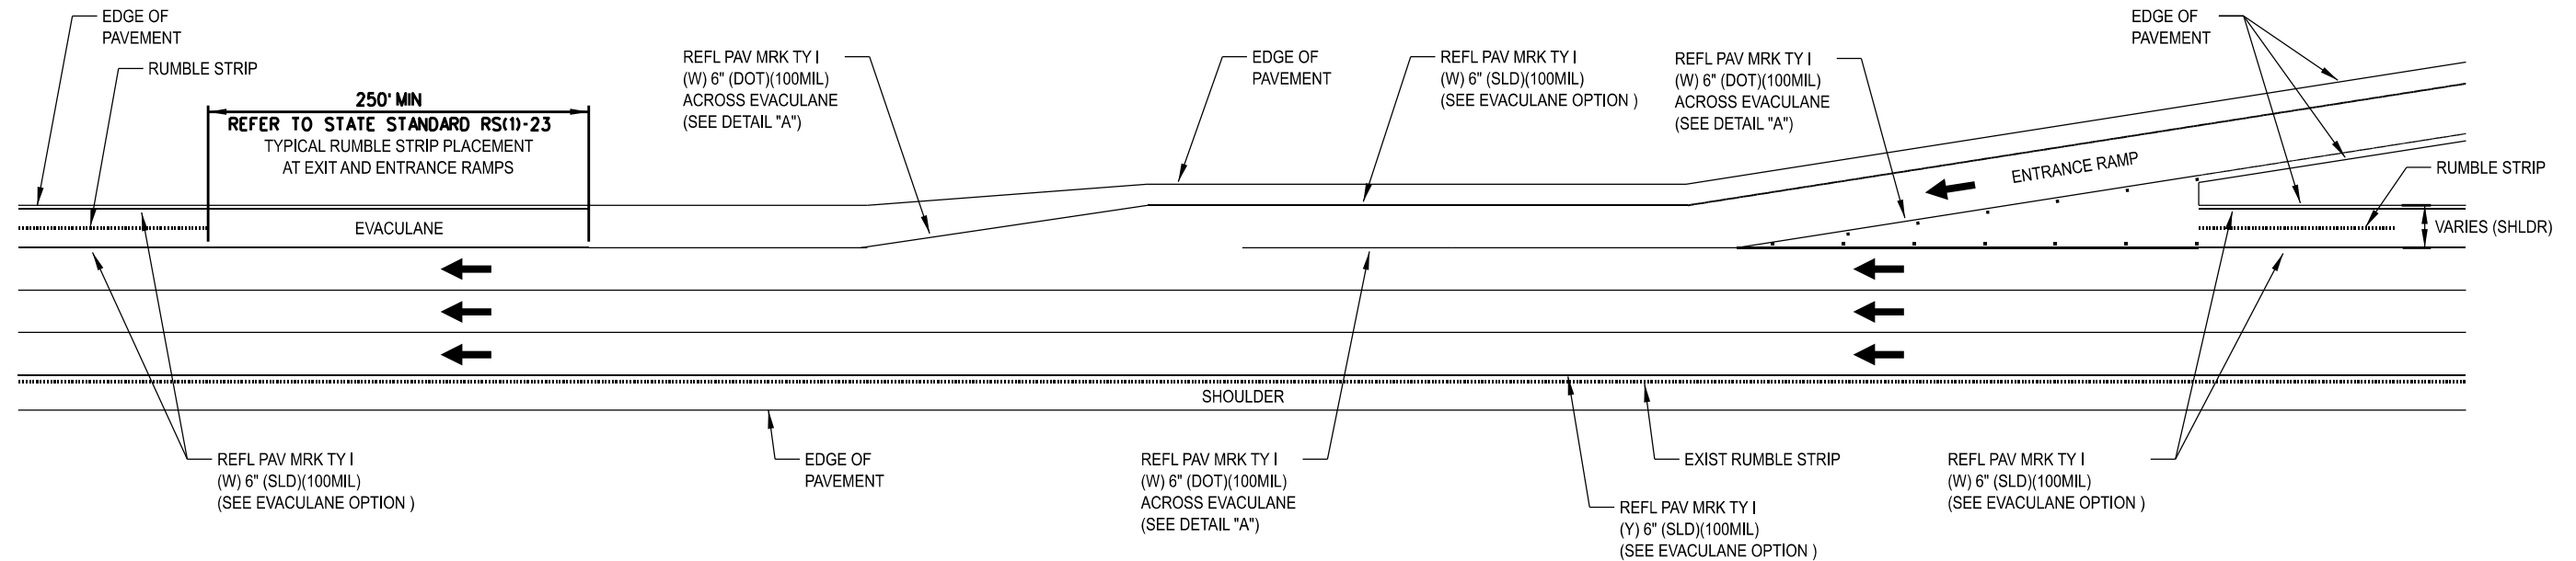 EDGE OF
PAVEMENT
RUMBLE STRIP
250' MIN
REFER TO STATE STANDARD RS(1)-23
TYPICAL RUMBLE STRIP PLACEMENT
AT EXIT AND ENTRANCE RAMPS
EVACULANE
REFL PAV MRK TY I
(W) 6" (DOT)(100MIL)
ACROSS EVACULANE
(SEE DETAIL "A")
EDGE OF
PAVEMENT
REFL PAV MRK TY I
(W) 6" (SLD)(100MIL)
(SEE EVACULANE OPTION )
REFL PAV MRK TY I
(W) 6" (DOT)(100MIL)
ACROSS EVACULANE
(SEE DETAIL "A")
EDGE OF
PAVEMENT
ENTRANCE RAMP
RUMBLE STRIP
VARIES (SHLDR)
SHOULDER
REFL PAV MRK TY I
(W) 6" (SLD)(100MIL)
(SEE EVACULANE OPTION )
EDGE OF
PAVEMENT
REFL PAV MRK TY I
(W) 6" (DOT)(100MIL)
ACROSS EVACULANE
(SEE DETAIL "A")
EXIST RUMBLE STRIP
REFL PAV MRK TY I
(Y) 6" (SLD)(100MIL)
(SEE EVACULANE OPTION )
REFL PAV MRK TY I
(W) 6" (SLD)(100MIL)
(SEE EVACULANE OPTION )